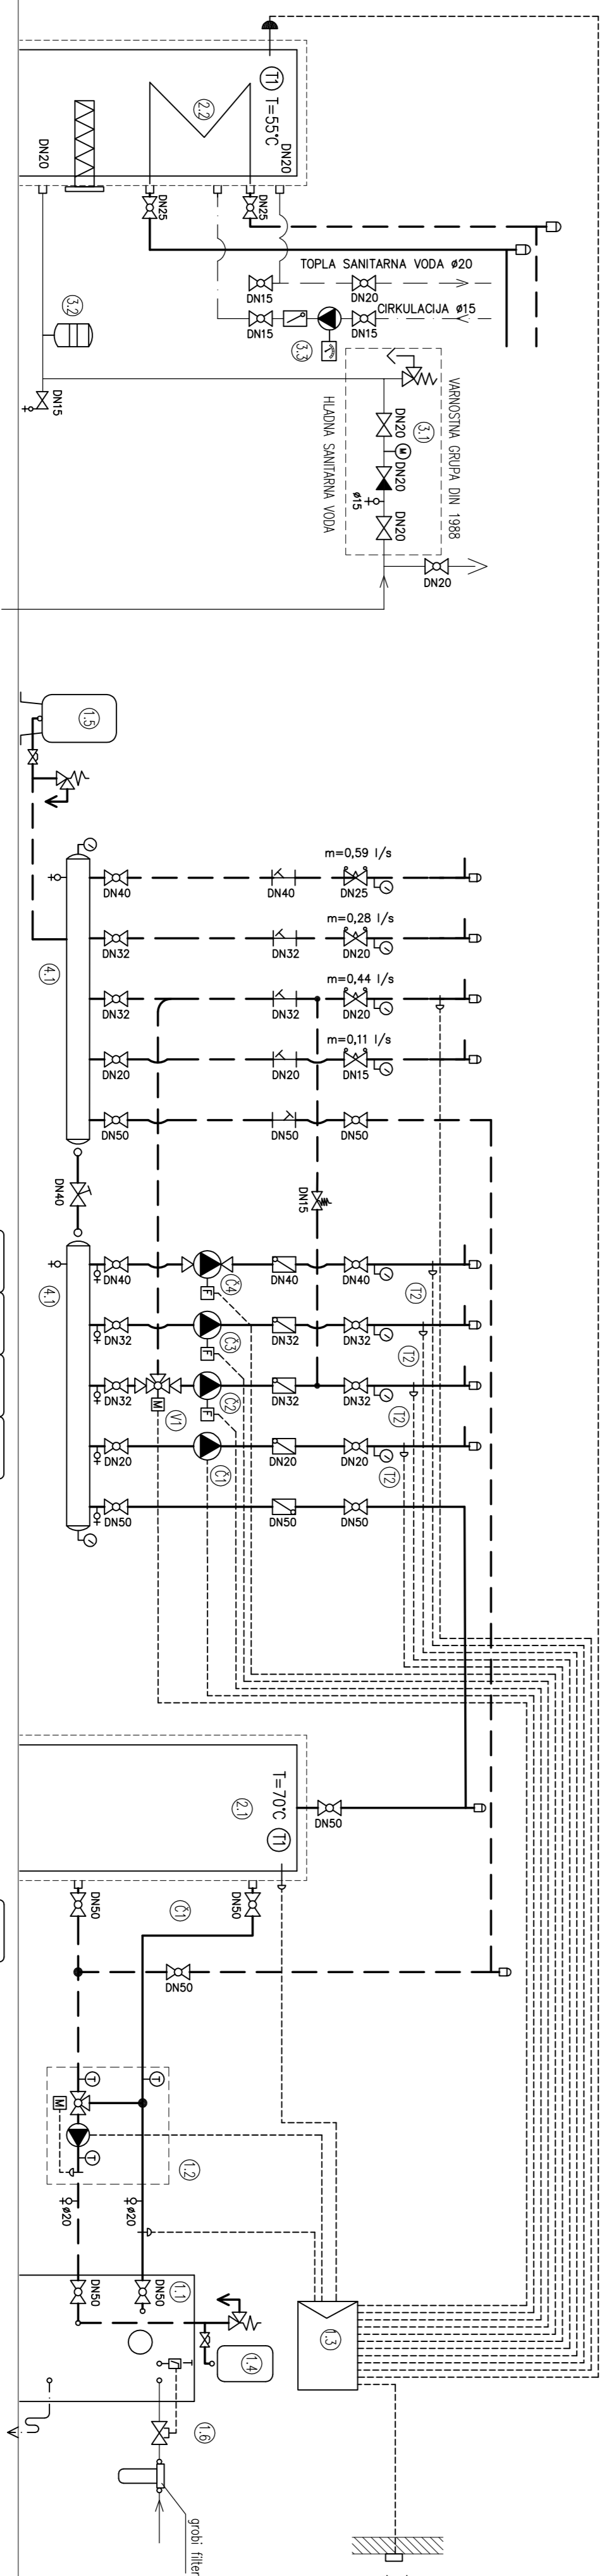 T1
T=55°C
2.2
DN20
DN20
DN25
DN25
TOPLA SANITARNA VODA ø20
DN15
DN20
CIRKULACIJA ø15
DN15
DN15
3.3
3.2
DN15
VARNOSTNA GRUPA DIN 1988
3.1
DN20
M
DN20
ø15
DN20
HLADNA SANITARNA VODA
DN20
1.5
m=0,59 l/s
DN40
DN40
DN25
m=0,28 l/s
DN32
DN32
DN20
4.1
m=0,44 l/s
DN32
DN32
DN20
m=0,11 l/s
DN20
DN20
DN15
DN50
DN50
DN50
DN40
DN15
4.1
DN40
Č4
F
DN40
DN40
T2
DN32
Č3
F
DN32
DN32
T2
DN32
V1
M
Č2
F
DN32
DN32
T2
DN20
Č1
DN20
DN20
T2
DN50
DN50
DN50
T=70°C
T1
2.1
DN50
DN50
DN50
Č1
DN50
T
T
M
T
1.2
ø20
ø20
DN50
DN50
1.1
1.3
1.4
1.6
grobi filter